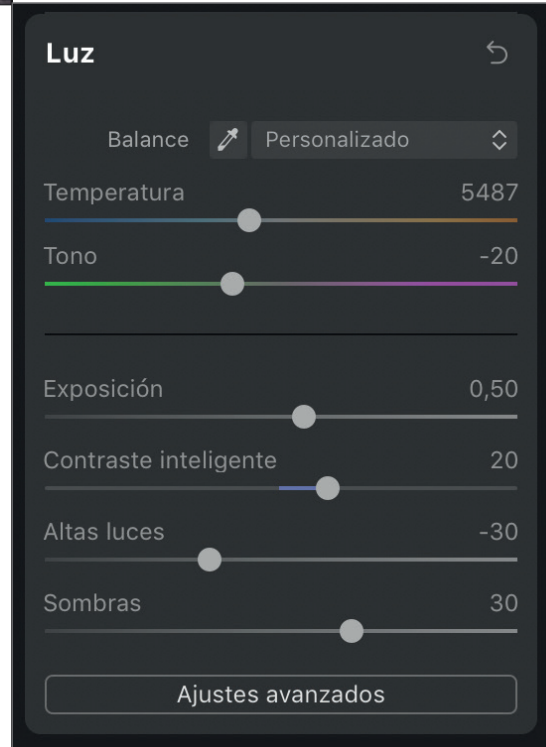 Luz
Balance Personalizado
Temperatura 5487
Tono -20
Exposición 0,50
Contraste inteligente 20
Altas luces -30
Sombras 30
Ajustes avanzados